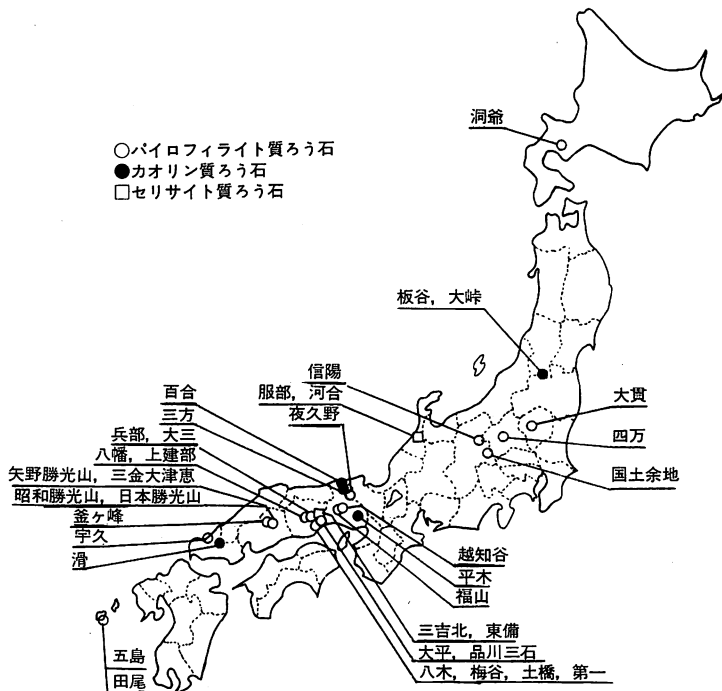 洞爺
○パイロフィライト質ろう石
●カオリン質ろう石
□セリサイト質ろう石
板谷，大峠
信陽
服部，河合
夜久野
大貫
四万
国土余地
百合
三方
兵部，大三
八幡，上建部
矢野勝光山，三金大津恵
昭和勝光山，日本勝光山
釜ヶ峰
宇久
滑
越知谷
平木
福山
三吉北，東備
大平，品川三石
八木，梅谷，土橋，第一
五島
田尾